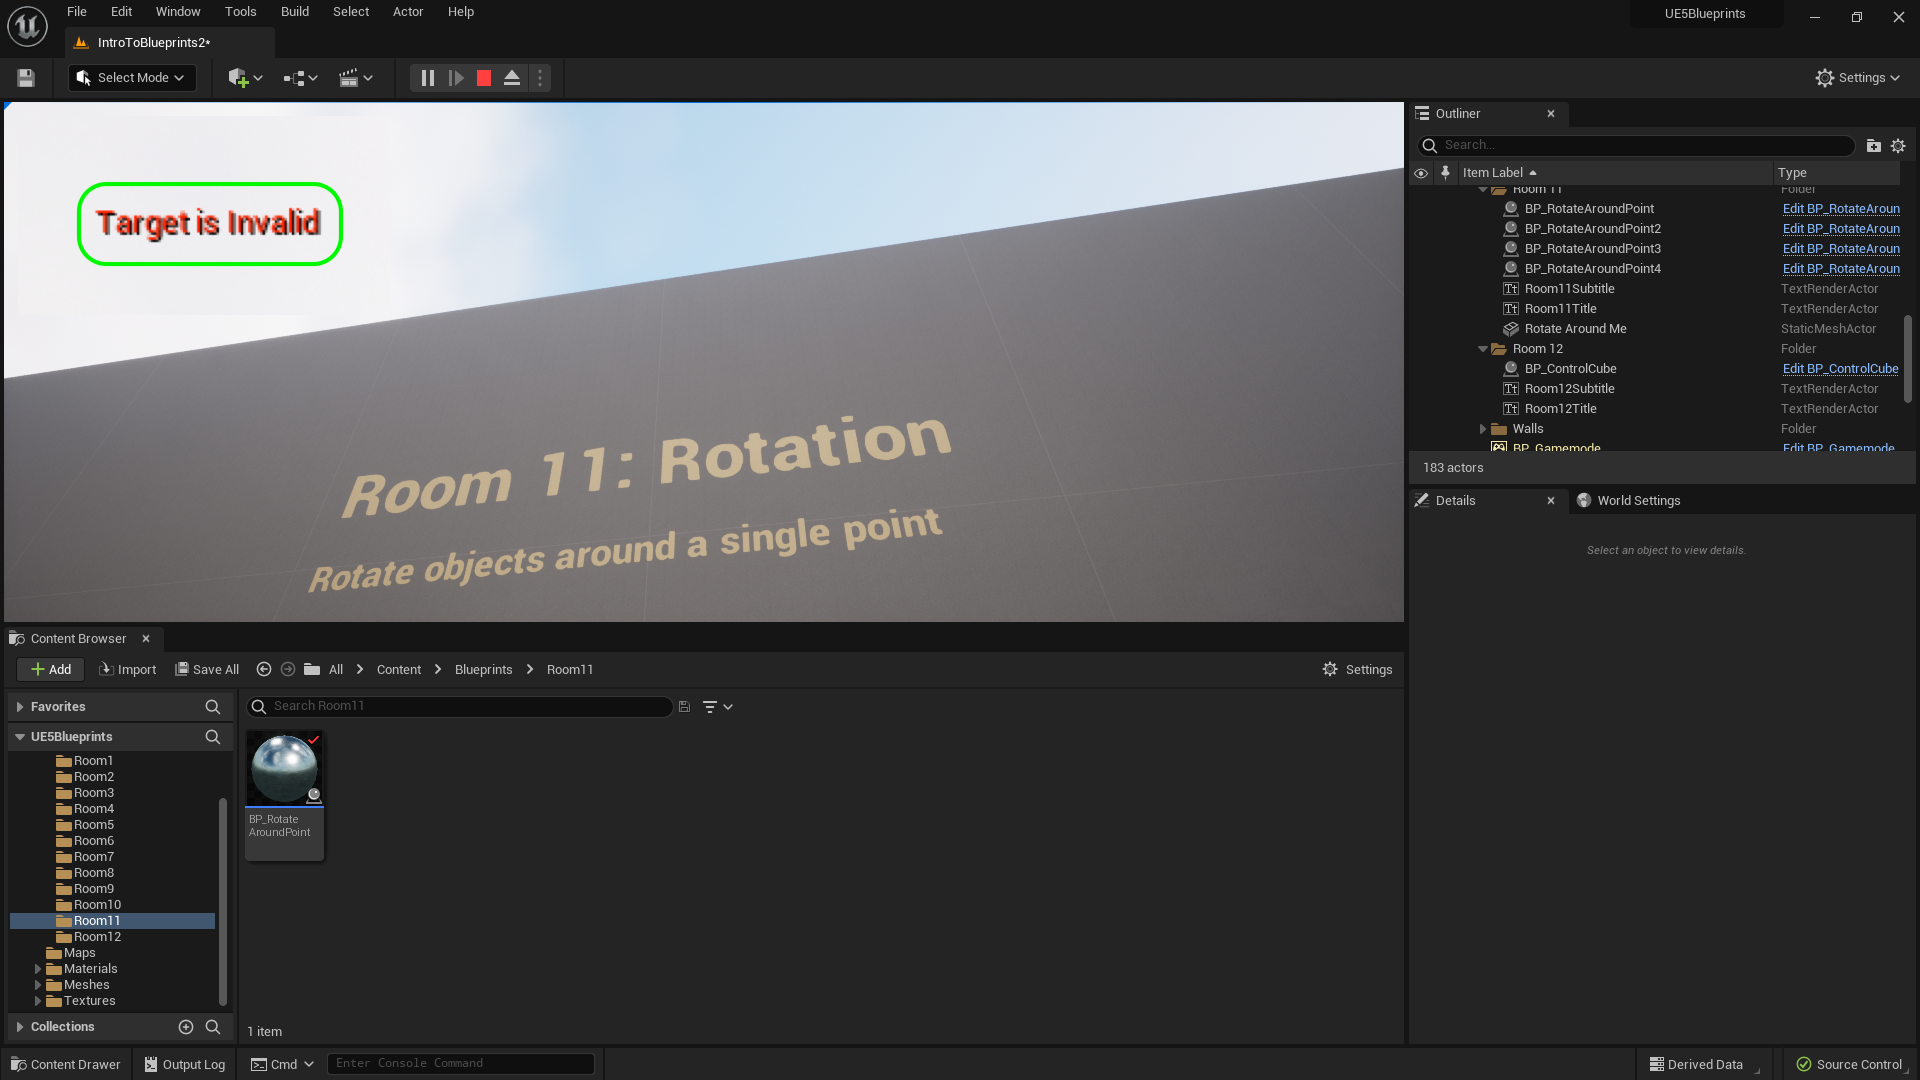 File Edit Window Tools Build Select Actor Help
UE5Blueprints
IntroToBlueprints2*
Select Mode
Settings
Target is Invalid
Room 11: Rotation
Rotate objects around a single point
Outliner
Search...
Item Label Type
Room 11 Folder
BP_RotateAroundPoint Edit BP_RotateAroun
BP_RotateAroundPoint2 Edit BP_RotateAroun
BP_RotateAroundPoint3 Edit BP_RotateAroun
BP_RotateAroundPoint4 Edit BP_RotateAroun
Room11Subtitle TextRenderActor
Room11Title TextRenderActor
Rotate Around Me StaticMeshActor
Room 12 Folder
BP_ControlCube Edit BP_ControlCube
Room12Subtitle TextRenderActor
Room12Title TextRenderActor
Walls Folder
BP_Gamemode Edit BP_Gamemode
183 actors
Details World Settings
Select an object to view details.
Content Browser
Add Import Save All All Content Blueprints Room11 Settings
Favorites
Search Room11
UE5Blueprints
Room1
Room2
Room3
Room4
Room5
Room6
Room7
Room8
Room9
Room10
Room11
Room12
Maps
Materials
Meshes
Textures
Collections
BP_Rotate
AroundPoint
1 item
Content Drawer Output Log Cmd Enter Console Command Derived Data Source Control